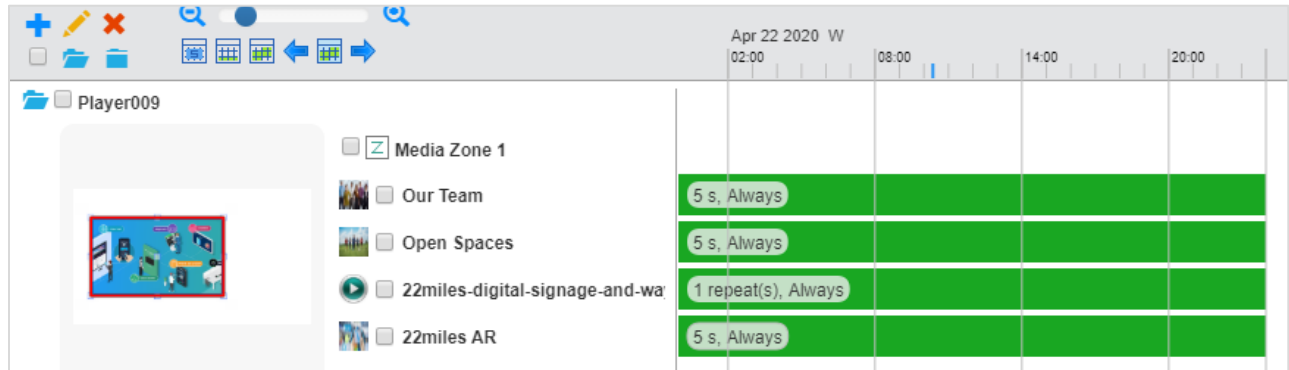 Apr 22 2020 W
02:00 08:00 14:00 20:00
Player009
Z Media Zone 1
Our Team 5 s, Always
Open Spaces 5 s, Always
22miles-digital-signage-and-wa 1 repeat(s), Always
22miles AR 5 s, Always